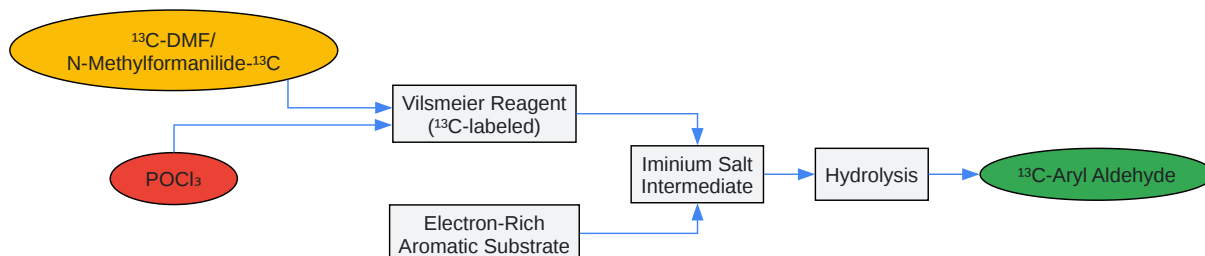 ¹³C-DMF/
N-Methylformanilide-¹³C
Vilsmeier Reagent
(¹³C-labeled)
POCl₃
Iminium Salt
Intermediate
Hydrolysis
¹³C-Aryl Aldehyde
Electron-Rich
Aromatic Substrate